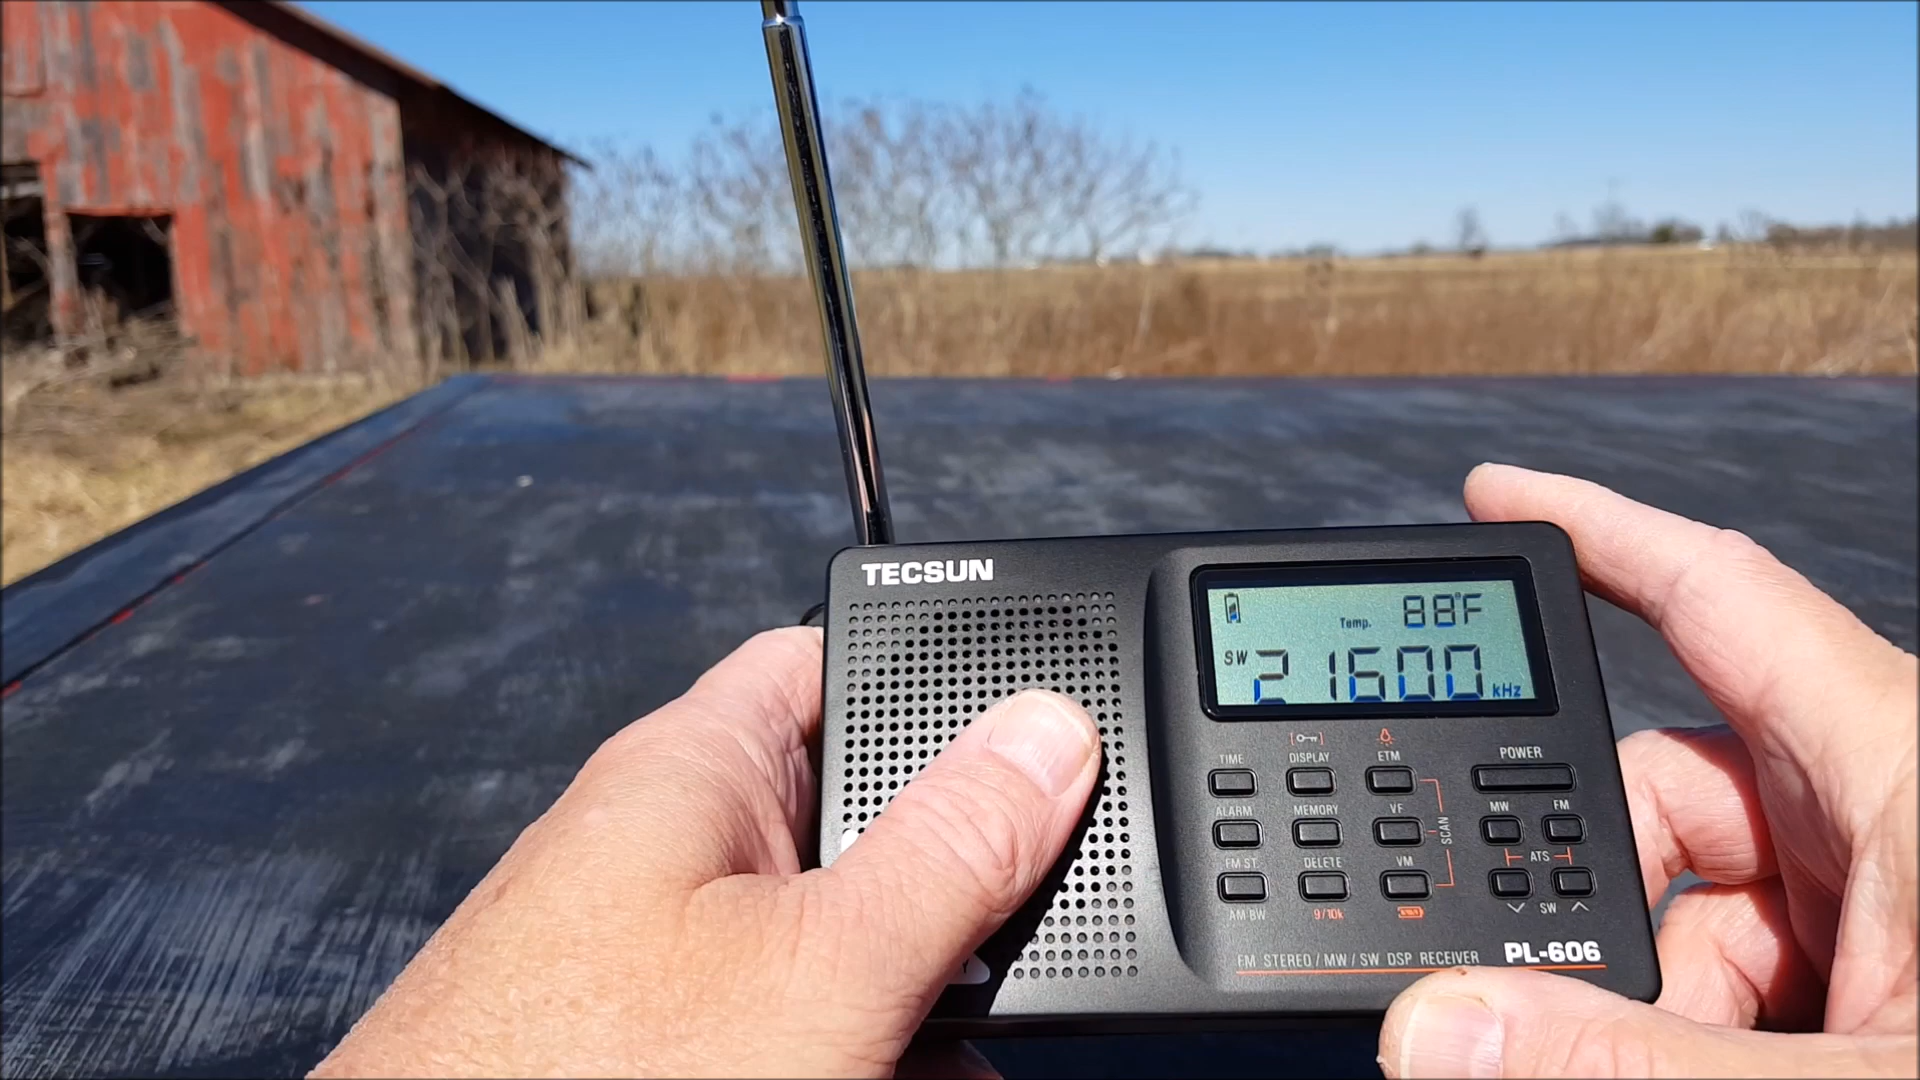 TECSUN
Temp. 88°F
SW 21600 kHz
TIME DISPLAY ETM POWER
ALARM MEMORY VF MW FM
SCAN
FM ST. DELETE VM ATS
AM BW 9/10k SW
FM STEREO / MW / SW DSP RECEIVER PL-606